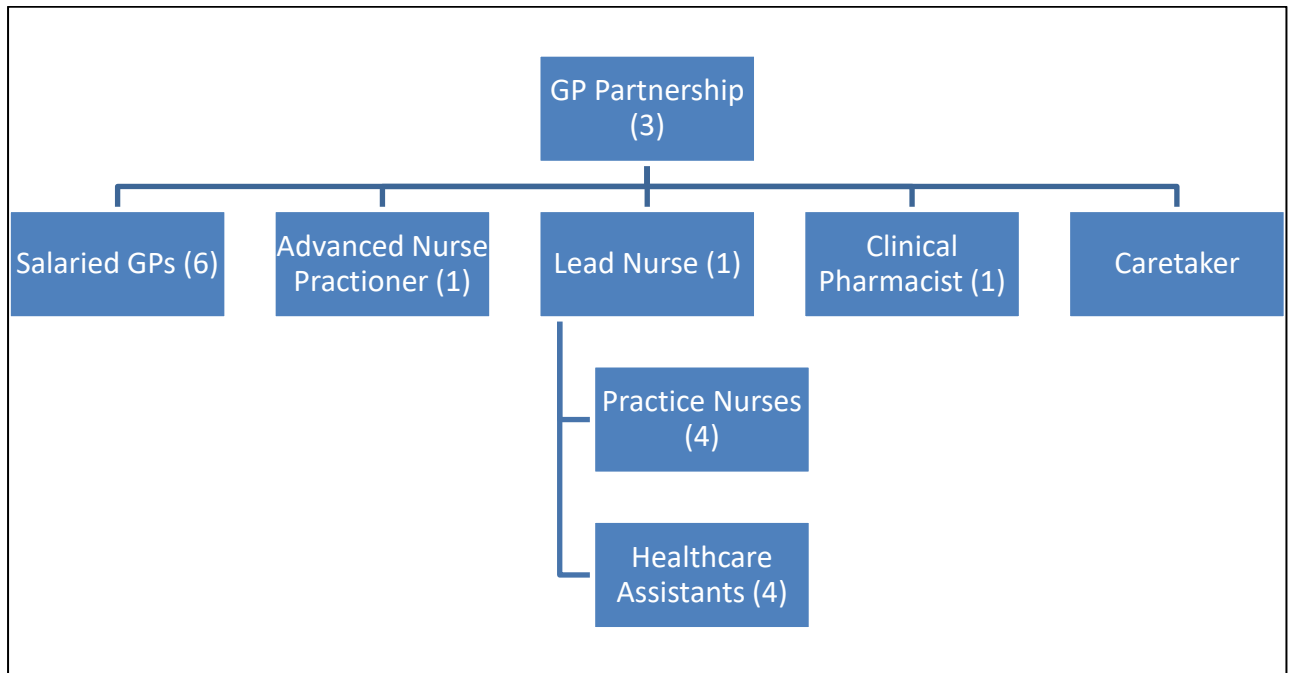 GP Partnership
(3)
Salaried GPs (6)
Advanced Nurse
Practioner (1)
Lead Nurse (1)
Clinical
Pharmacist (1)
Caretaker
Practice Nurses
(4)
Healthcare
Assistants (4)